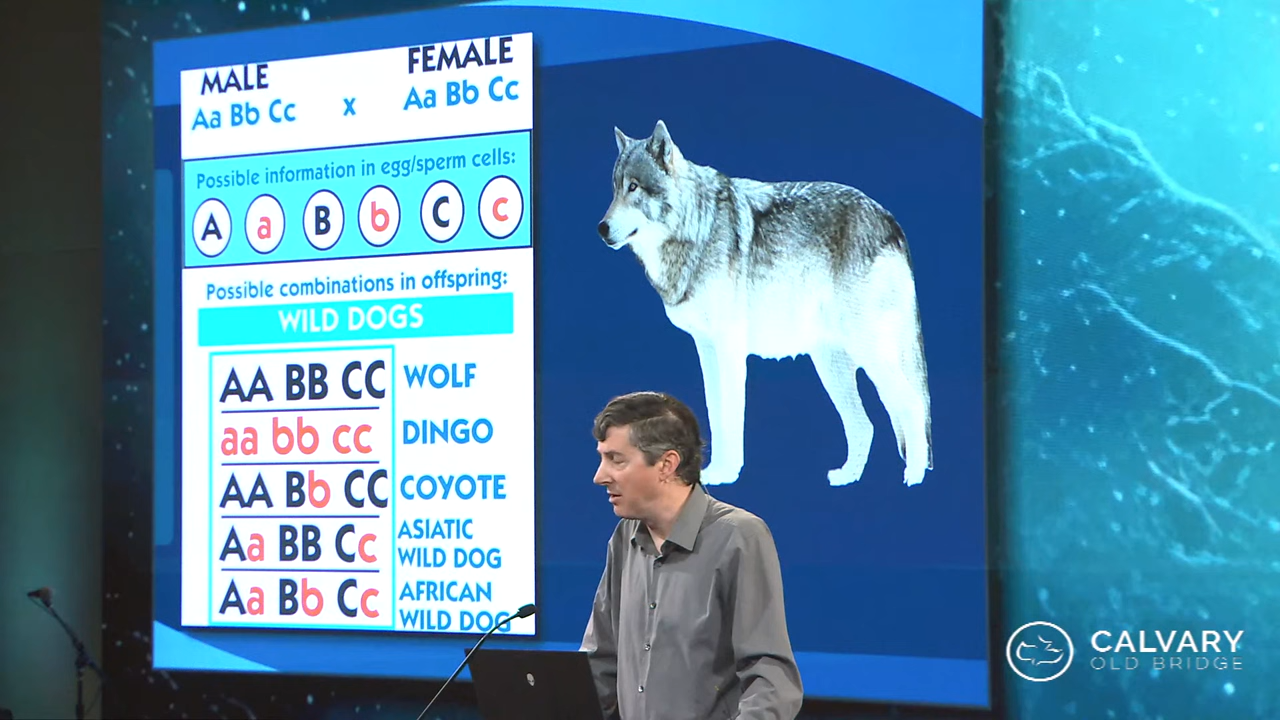 MALE
FEMALE
Aa Bb Cc
x
Aa Bb Cc
Possible information in egg/sperm cells:
A a B b C c
Possible combinations in offspring:
WILD DOGS
AA BB CC WOLF
aa bb cc DINGO
AA Bb CC COYOTE
Aa BB Cc ASIATIC
WILD DOG
Aa Bb Cc AFRICAN
WILD DOG
CALVARY
OLD BRIDGE